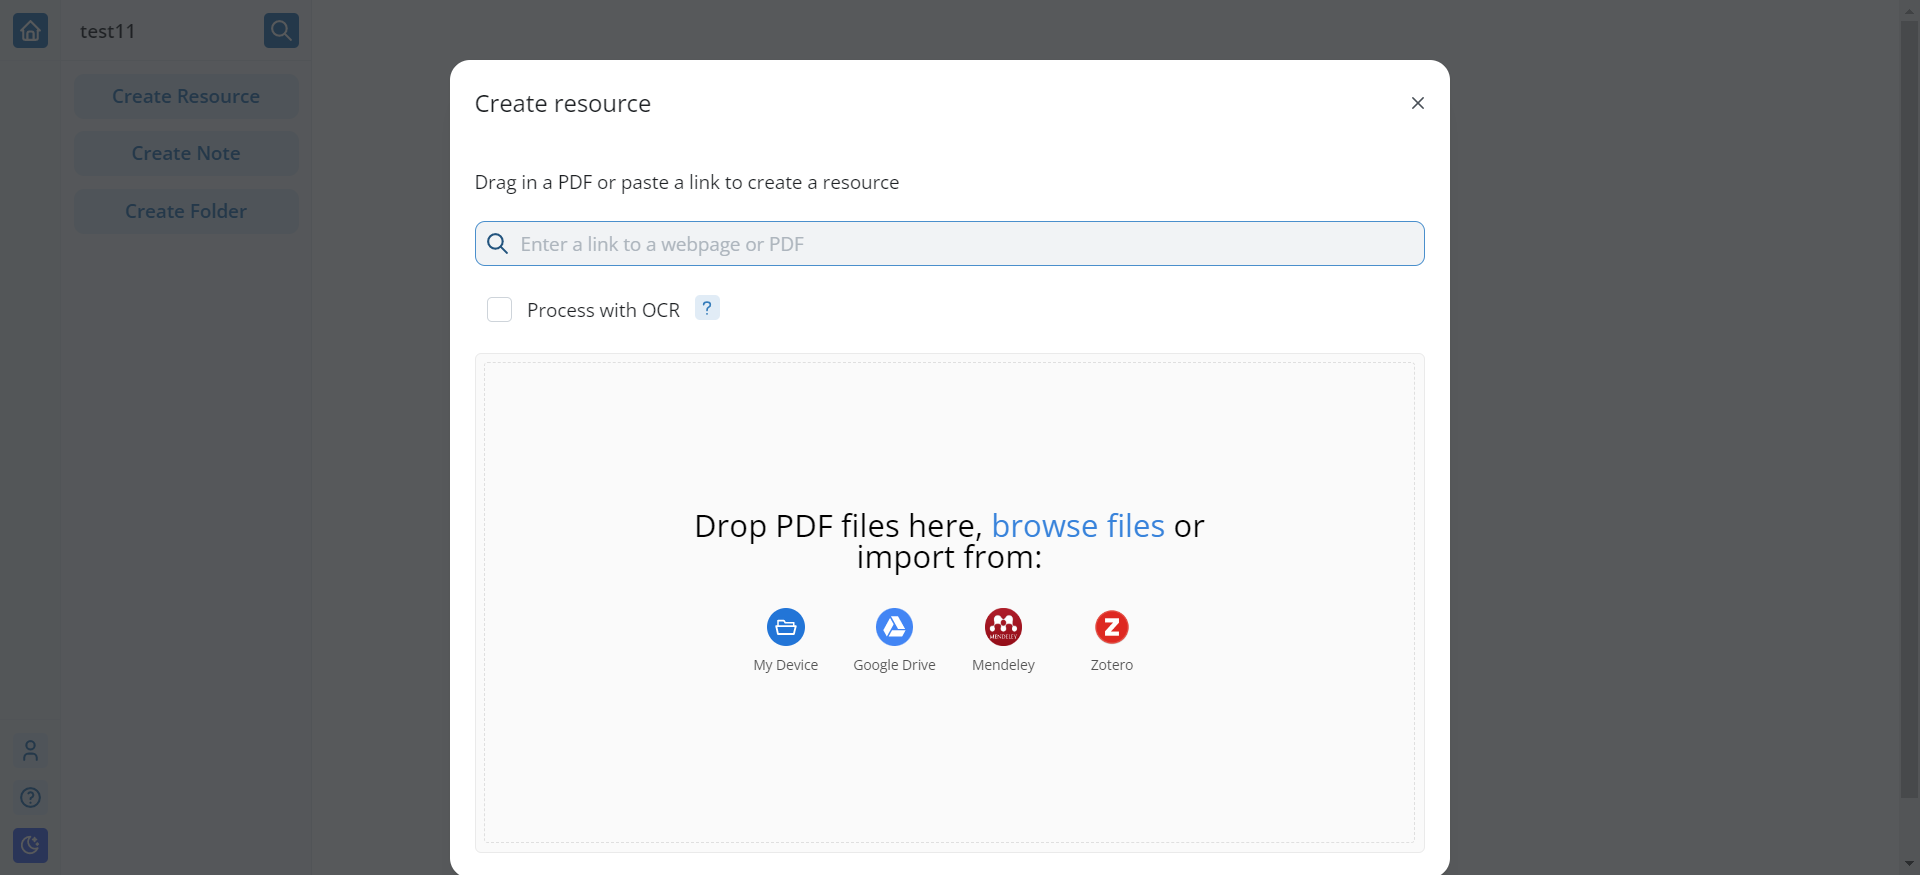 test11
Create Resource
Create Note
Create Folder
Create resource
Drag in a PDF or paste a link to create a resource
Enter a link to a webpage or PDF
Process with OCR ?
Drop PDF files here, browse files or
import from:
MENDELEY
Z
My Device Google Drive Mendeley Zotero